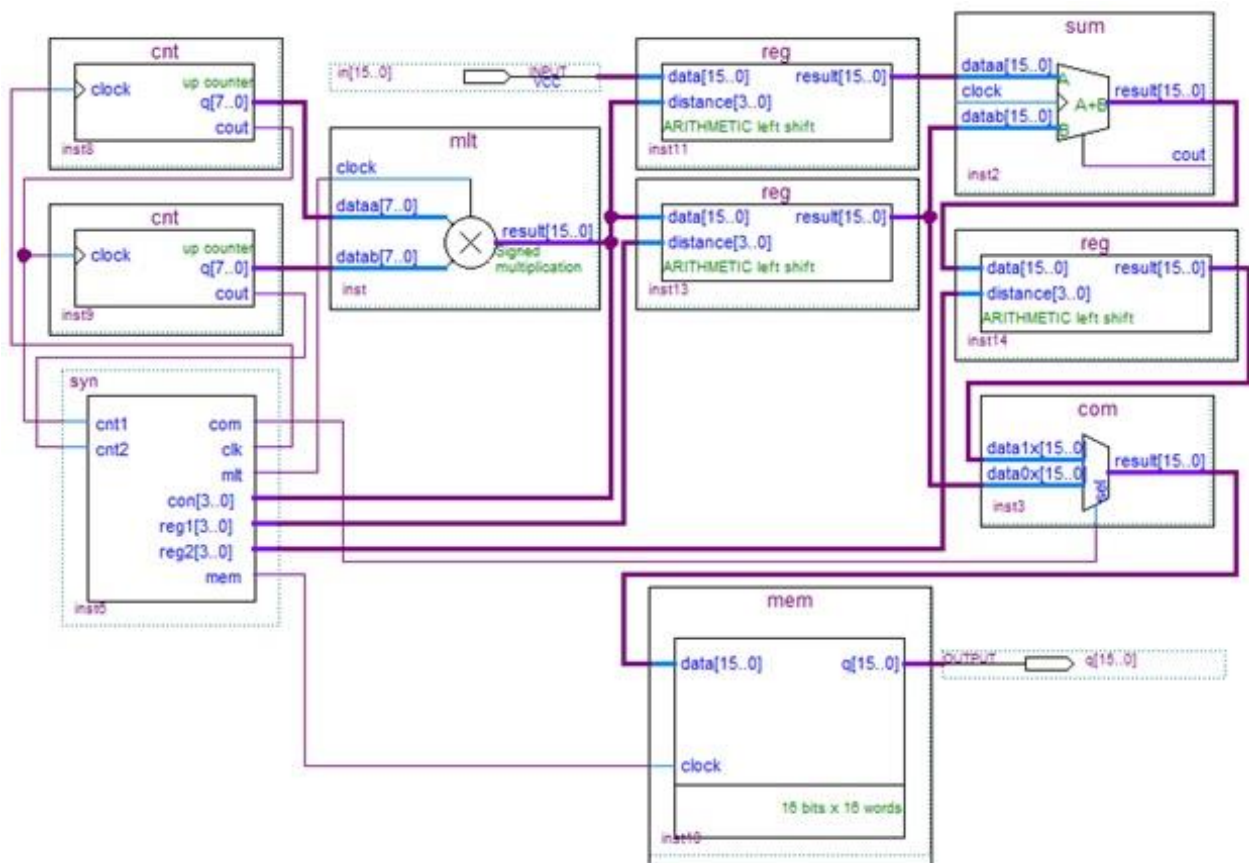 cnt
clock
up counter
q[7..0]
cout
inst8
cnt
clock
up counter
q[7..0]
cout
inst9
in[15..0]
INPUT
VCC
mlt
clock
dataa[7..0]
datab[7..0]
result[15..0]
Signed
multiplication
inst
reg
data[15..0]
result[15..0]
distance[3..0]
ARITHMETIC left shift
inst11
reg
data[15..0]
result[15..0]
distance[3..0]
ARITHMETIC left shift
inst13
sum
dataa[15..0]
A
result[15..0]
clock
A+B
datab[15..0]
B
cout
inst2
reg
data[15..0]
result[15..0]
distance[3..0]
ARITHMETIC left shift
inst14
syn
cnt1
cnt2
com
clk
mlt
con[3..0]
reg1[3..0]
reg2[3..0]
mem
inst5
com
data1x[15..0]
result[15..0]
data0x[15..0]
sel
inst3
mem
data[15..0]
q[15..0]
clock
16 bits x 16 words
inst10
OUTPUT
q[15..0]